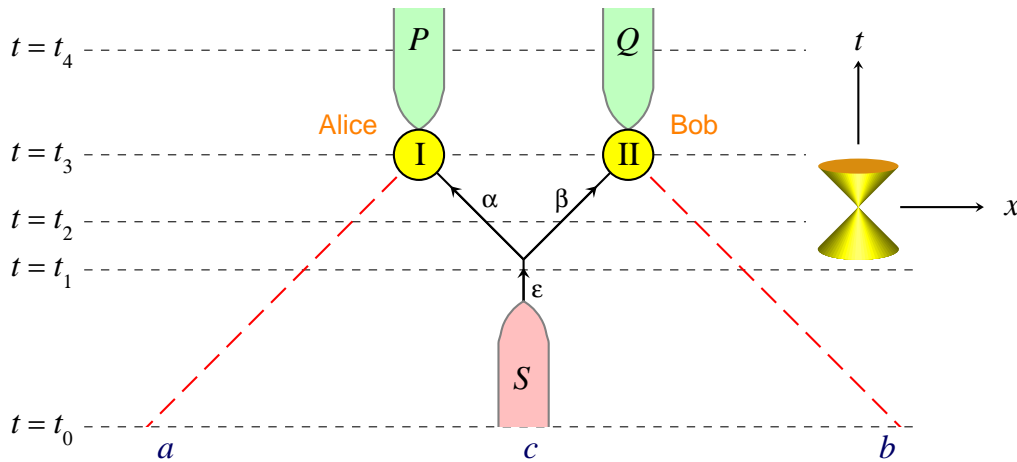 t = t₄
P
Q
t
Alice
Bob
t = t₃
I
II
α
β
x
t = t₂
t = t₁
ε
S
t = t₀
a
c
b